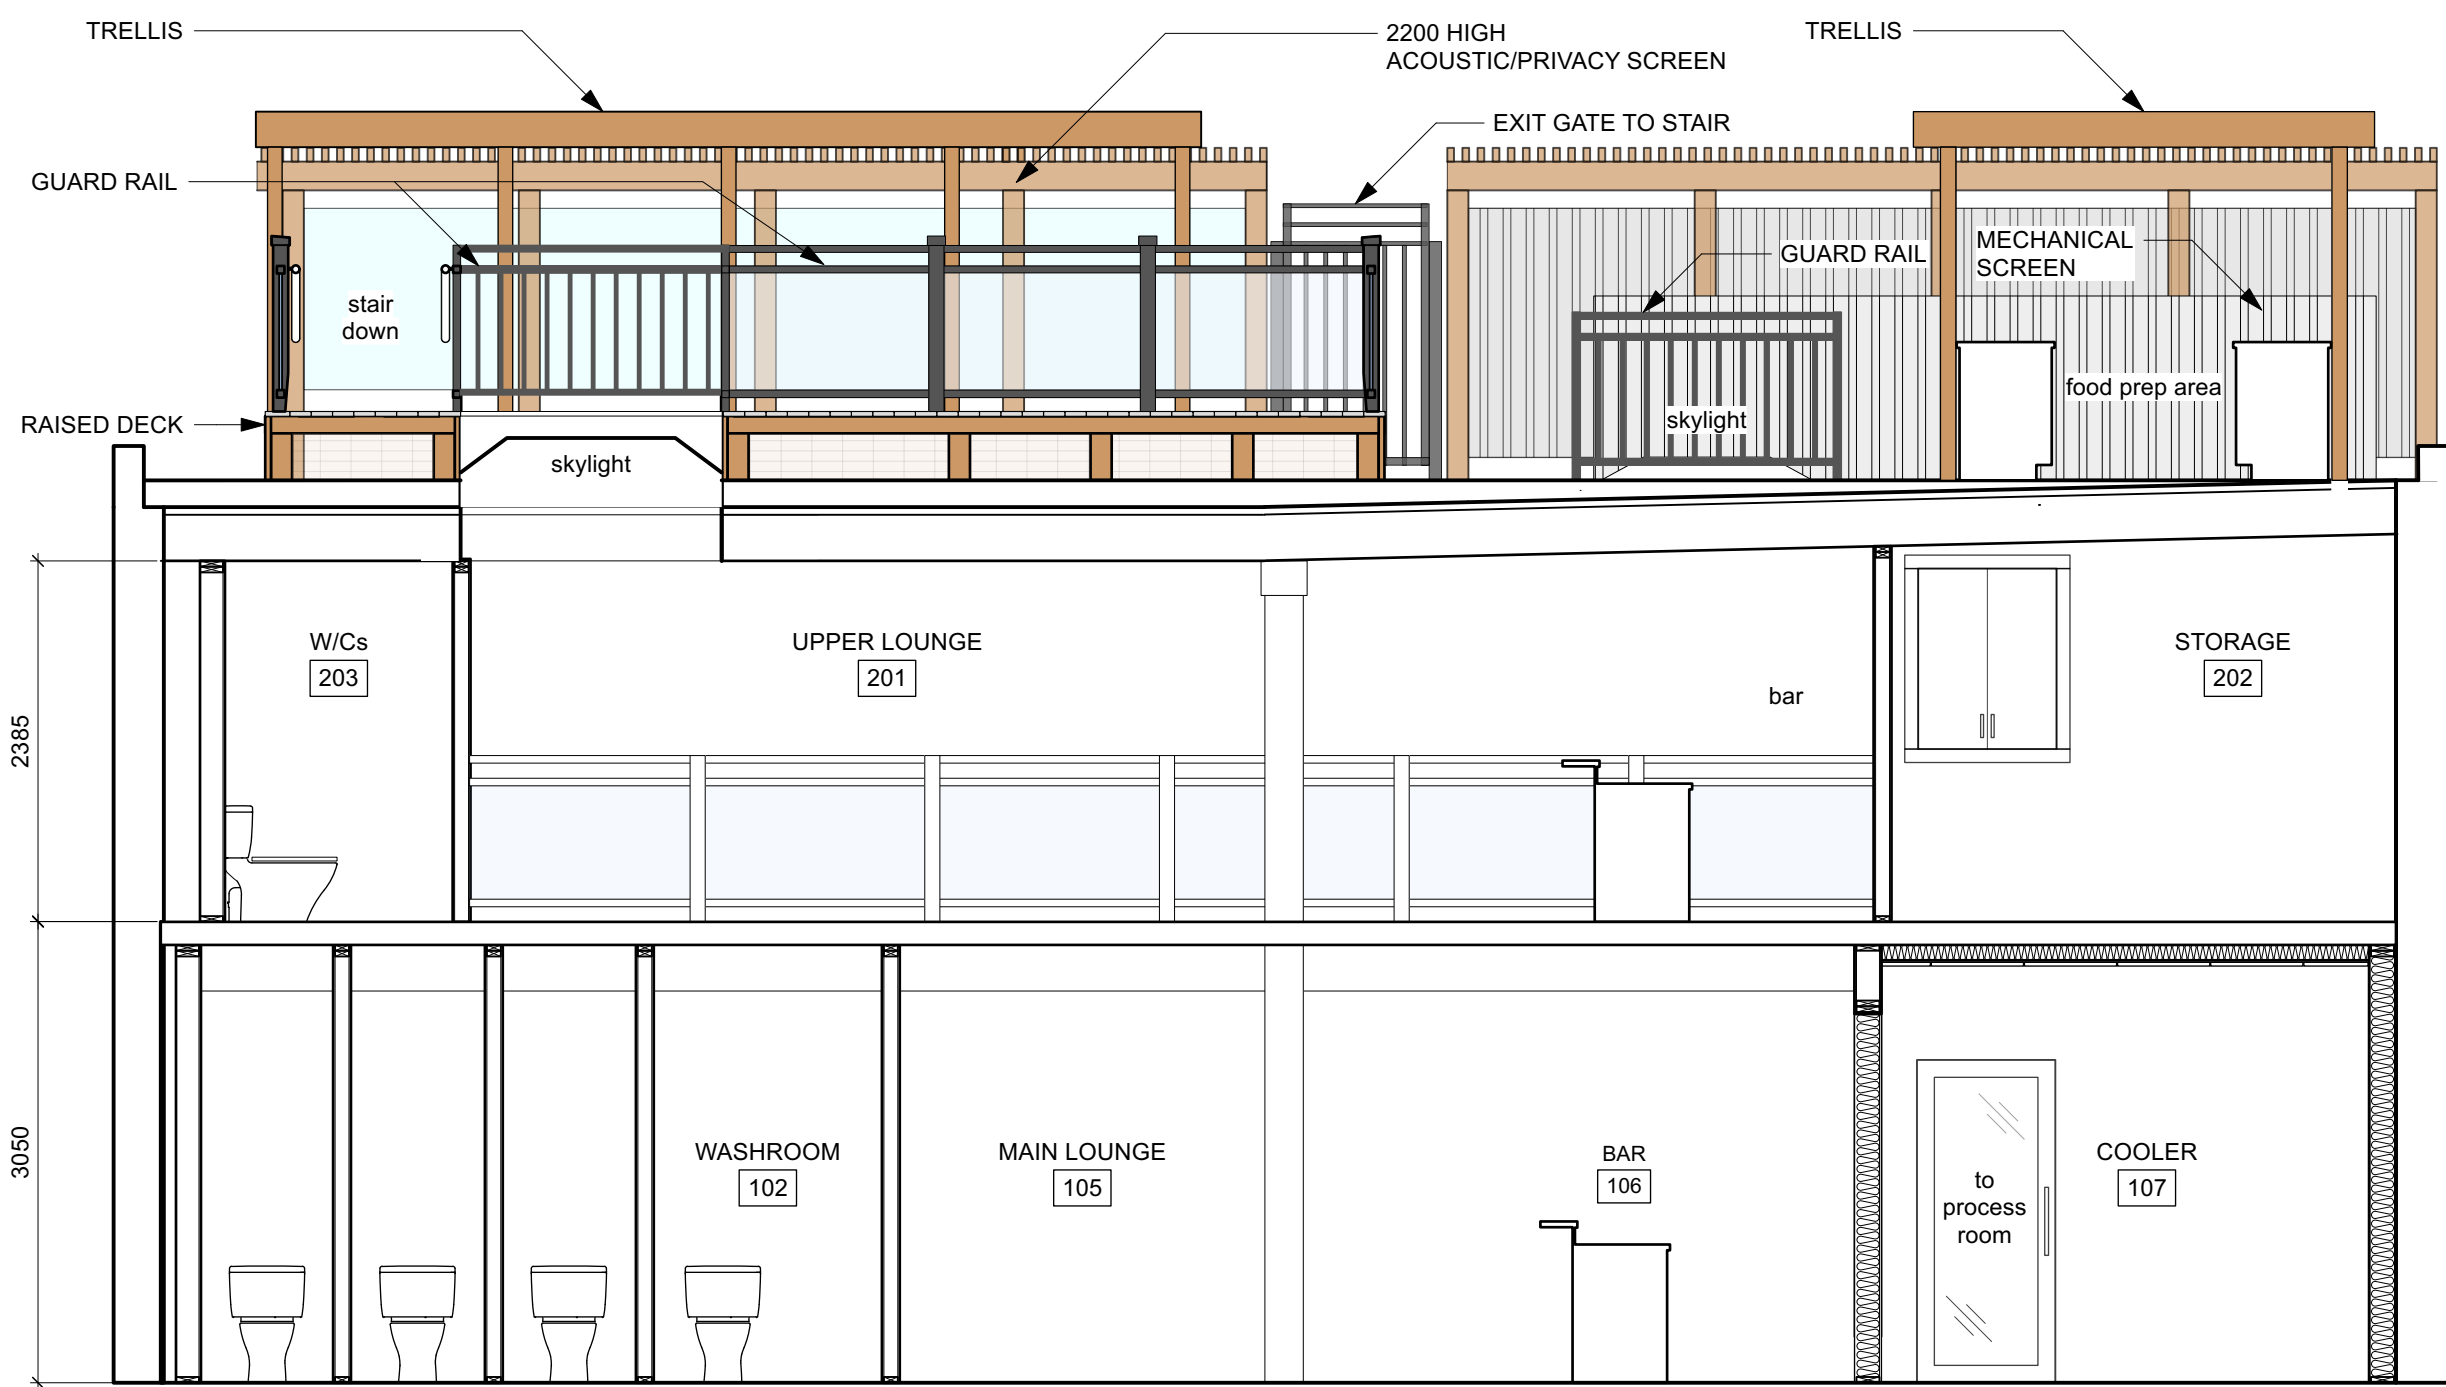 TRELLIS
2200 HIGH
ACOUSTIC/PRIVACY SCREEN
TRELLIS
EXIT GATE TO STAIR
GUARD RAIL
GUARD RAIL
MECHANICAL
SCREEN
stair
down
food prep area
skylight
RAISED DECK
skylight
W/Cs
203
UPPER LOUNGE
201
STORAGE
202
bar
2385
WASHROOM
102
MAIN LOUNGE
105
BAR
106
COOLER
107
3050
to
process
room